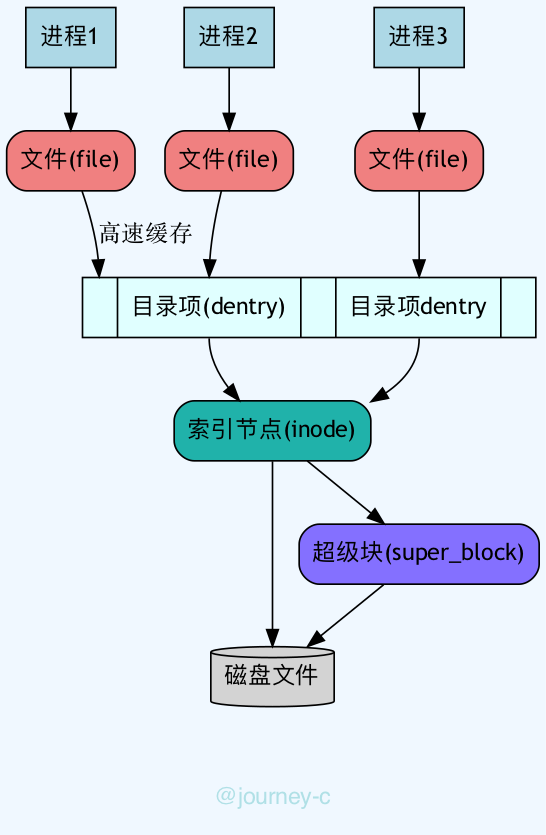 进程1
进程2
进程3
文件(file)
文件(file)
文件(file)
高速缓存
目录项(dentry)
目录项dentry
索引节点(inode)
超级块(super_block)
磁盘文件
@journey-c